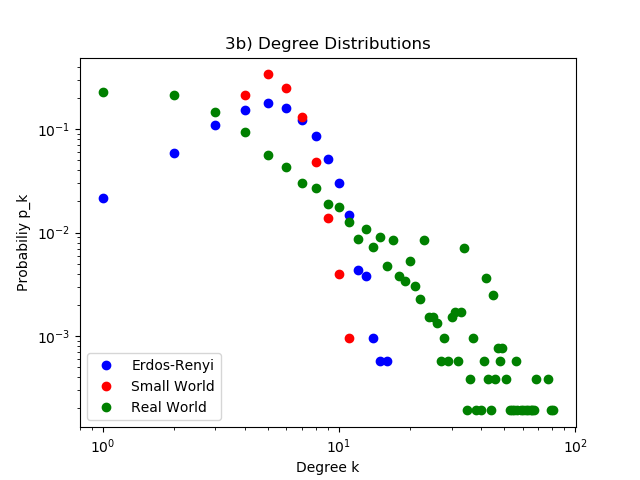 3b) Degree Distributions
Probabiliy p_k
10^-1
10^-2
10^-3
Erdos-Renyi
Small World
Real World
10^0
10^1
10^2
Degree k